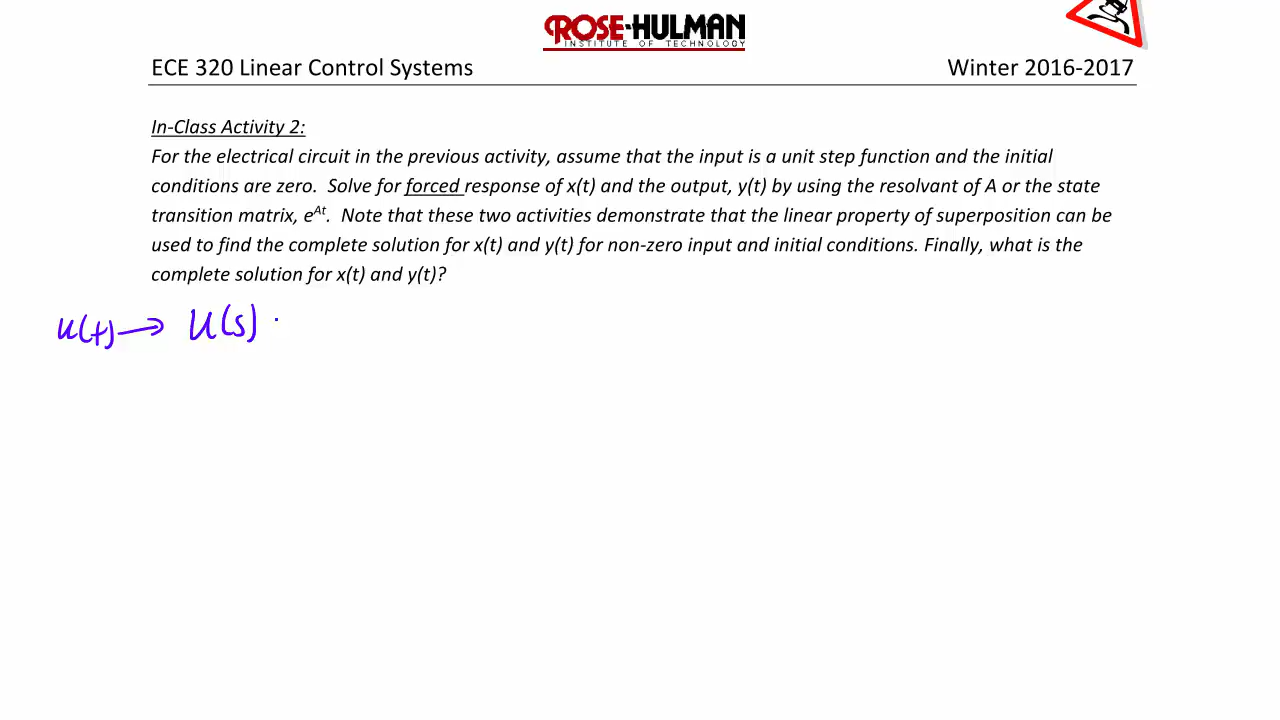 ROSE-HULMAN
INSTITUTE OF TECHNOLOGY
ECE 320 Linear Control Systems Winter 2016-2017
In-Class Activity 2:
For the electrical circuit in the previous activity, assume that the input is a unit step function and the initial
conditions are zero. Solve for forced response of x(t) and the output, y(t) by using the resolvant of A or the state
transition matrix, eᴬᵗ. Note that these two activities demonstrate that the linear property of superposition can be
used to find the complete solution for x(t) and y(t) for non-zero input and initial conditions. Finally, what is the
complete solution for x(t) and y(t)?
u(t) → U(s)